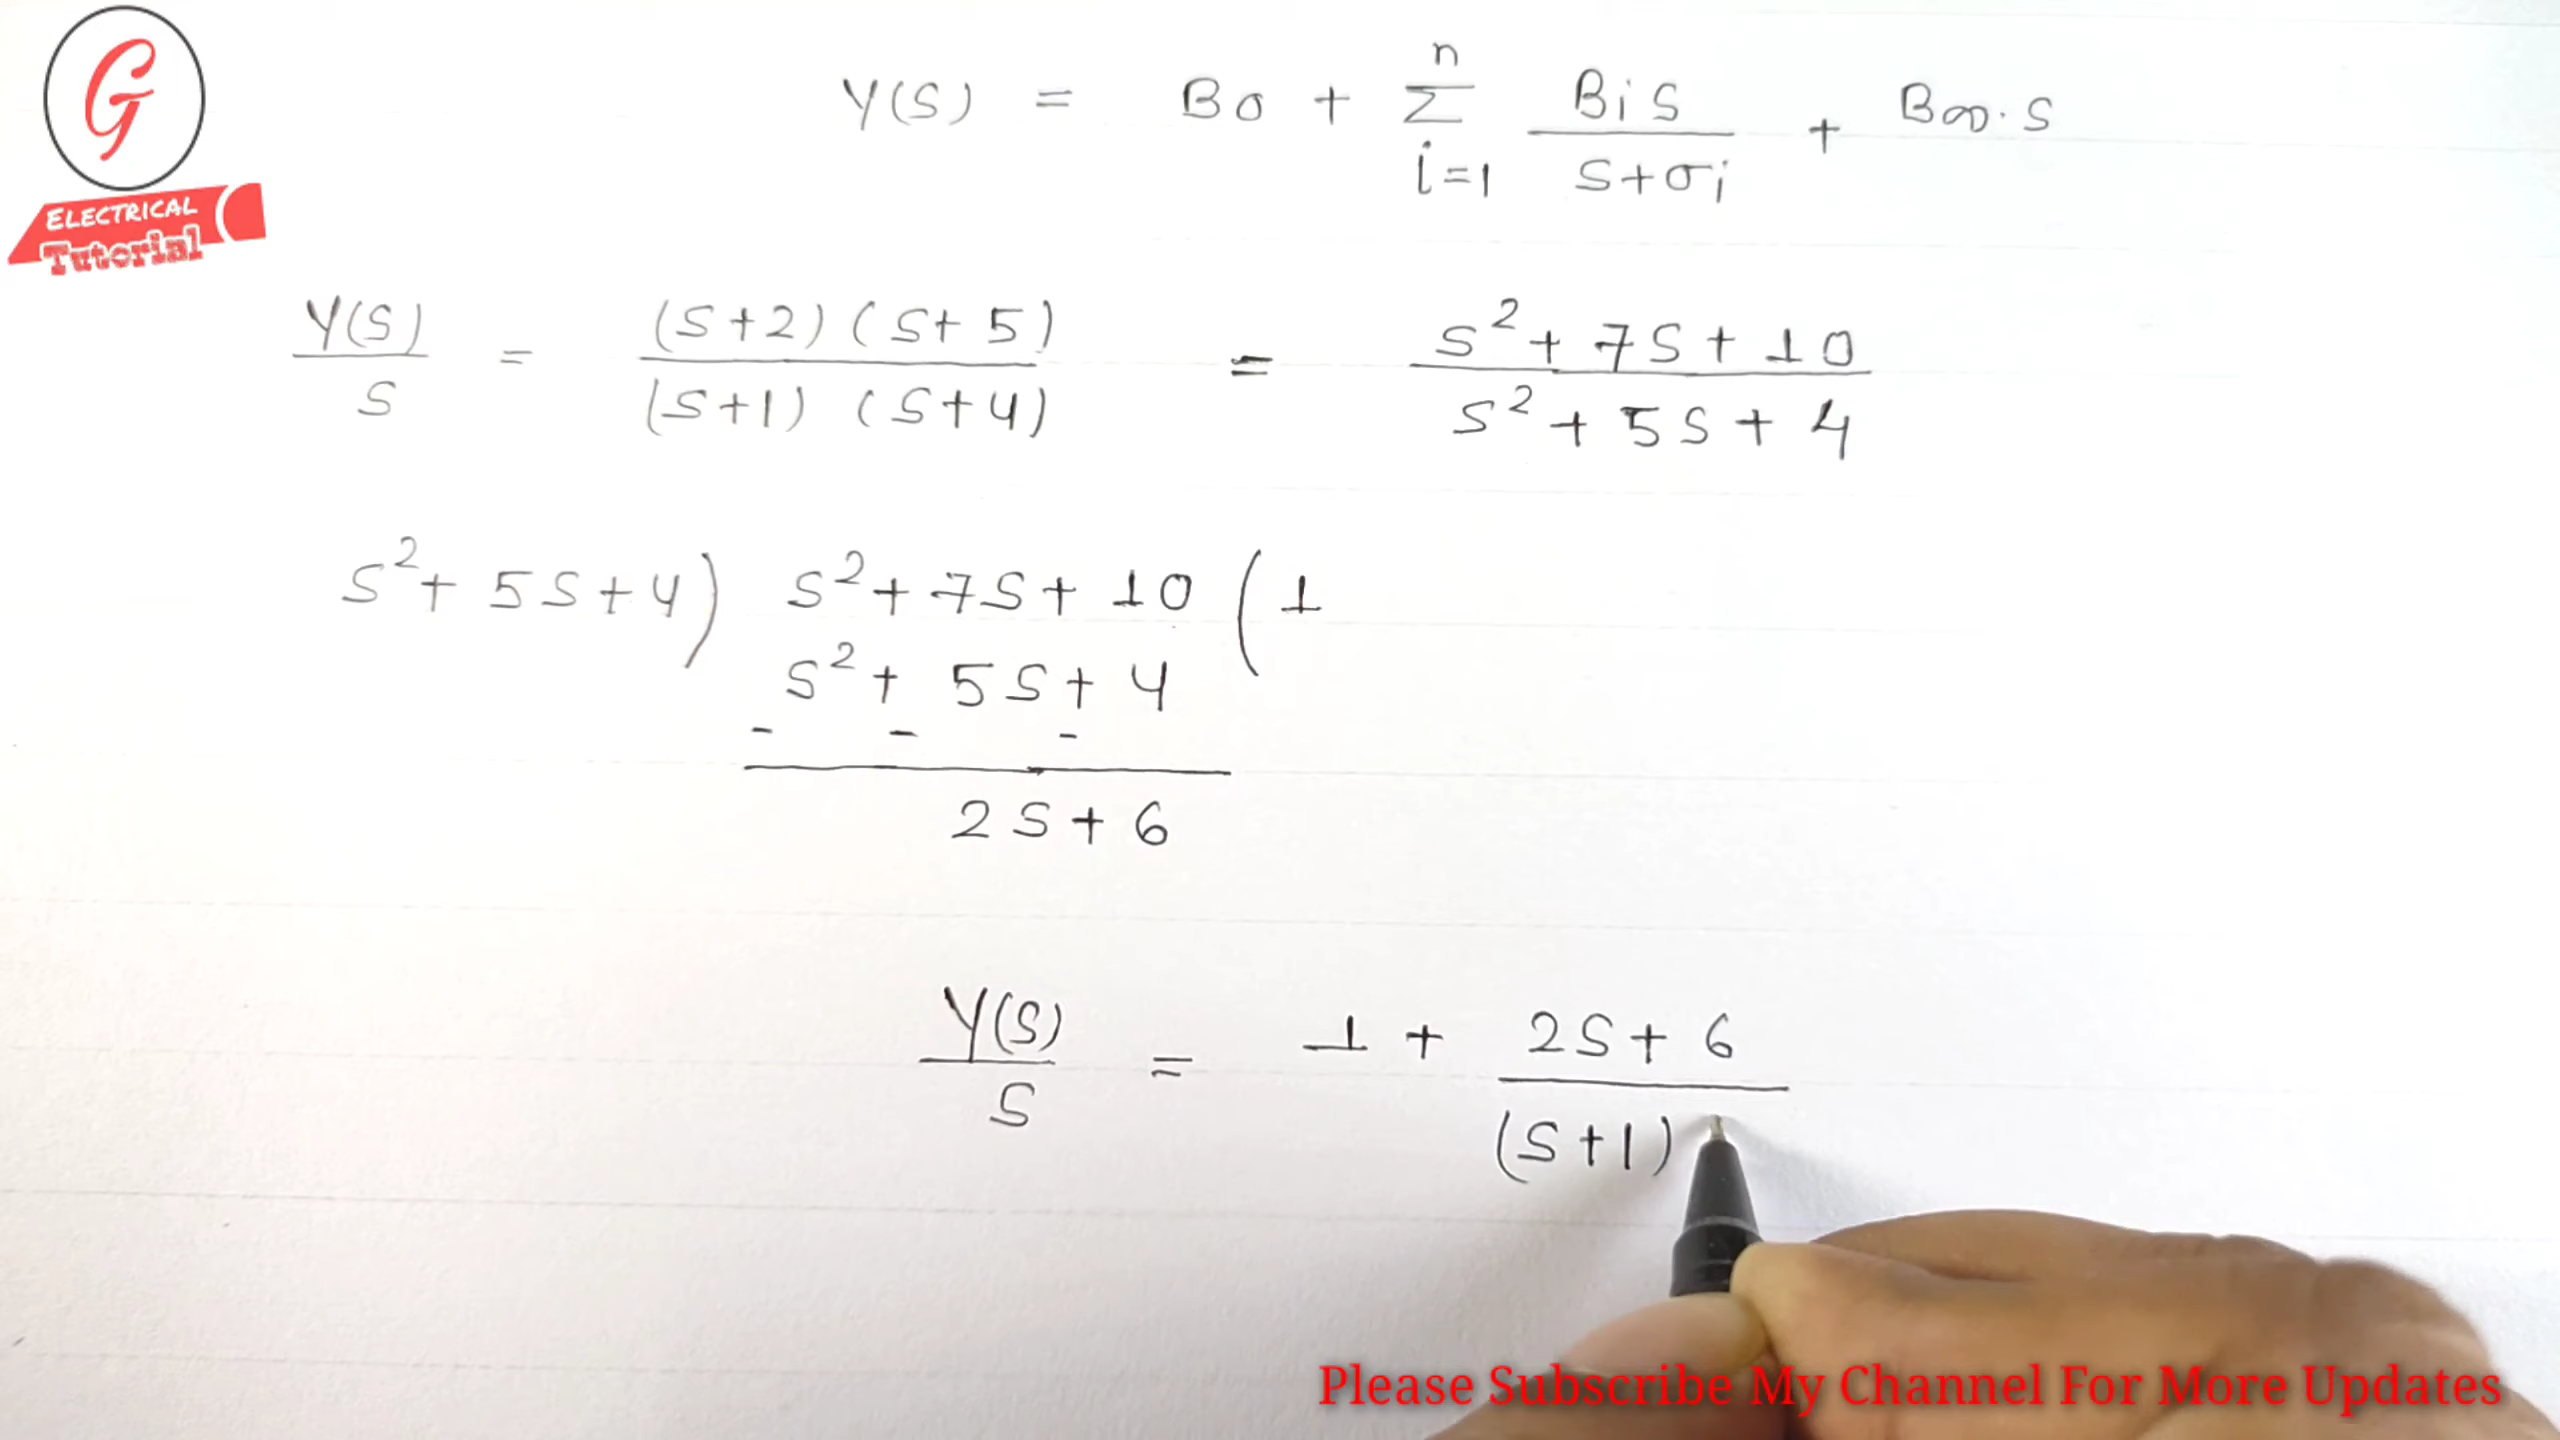 G
ELECTRICAL
Tutorial
Y(S) = B0 + Σ_{i=1}^{n} BiS/(S+σi) + B∞·S
Y(S)/S = (S+2)(S+5)/((S+1)(S+4)) = (S²+7S+10)/(S²+5S+4)
S²+5S+4) S²+7S+10 (1
S²+5S+4
- - -
2S+6
Y(S)/S = 1 + (2S+6)/(S+1)
Please Subscribe My Channel For More Updates